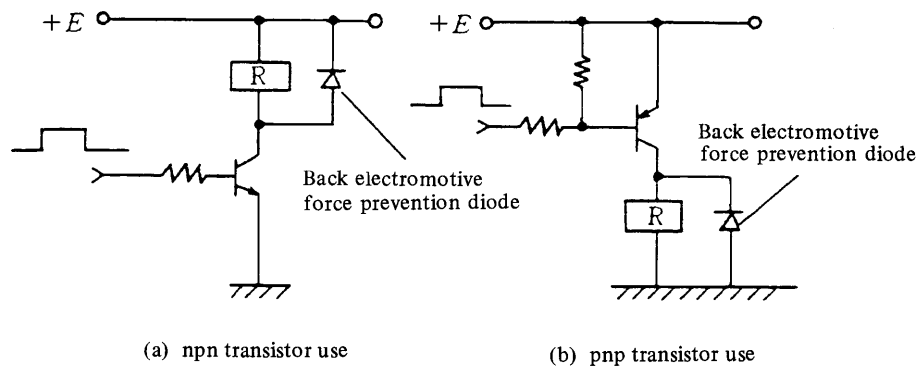 +E
R
Back electromotive
force prevention diode
(a) npn transistor use
+E
R
Back electromotive
force prevention diode
(b) pnp transistor use